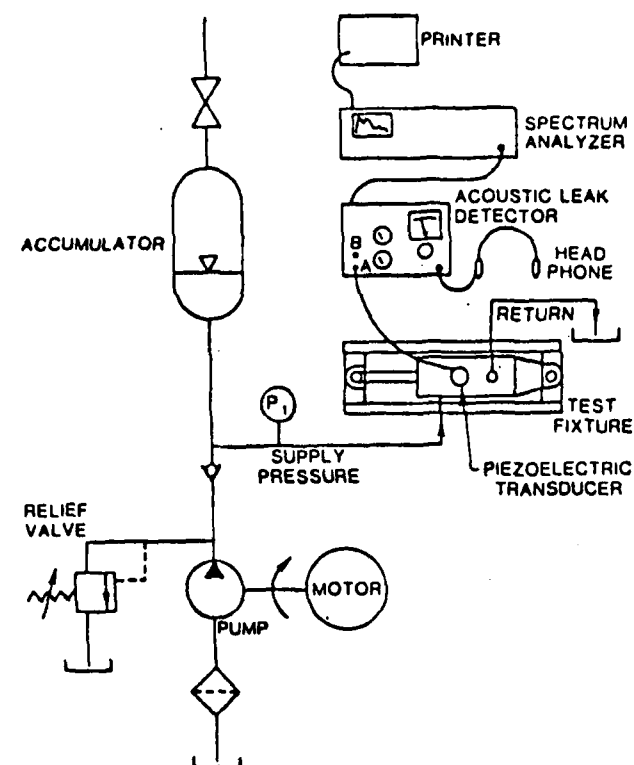 PRINTER
SPECTRUM
ANALYZER
ACOUSTIC LEAK
DETECTOR
ACCUMULATOR
B
A
HEAD
PHONE
RETURN
P1
TEST
FIXTURE
SUPPLY
PRESSURE
PIEZOELECTRIC
TRANSDUCER
RELIEF
VALVE
MOTOR
PUMP